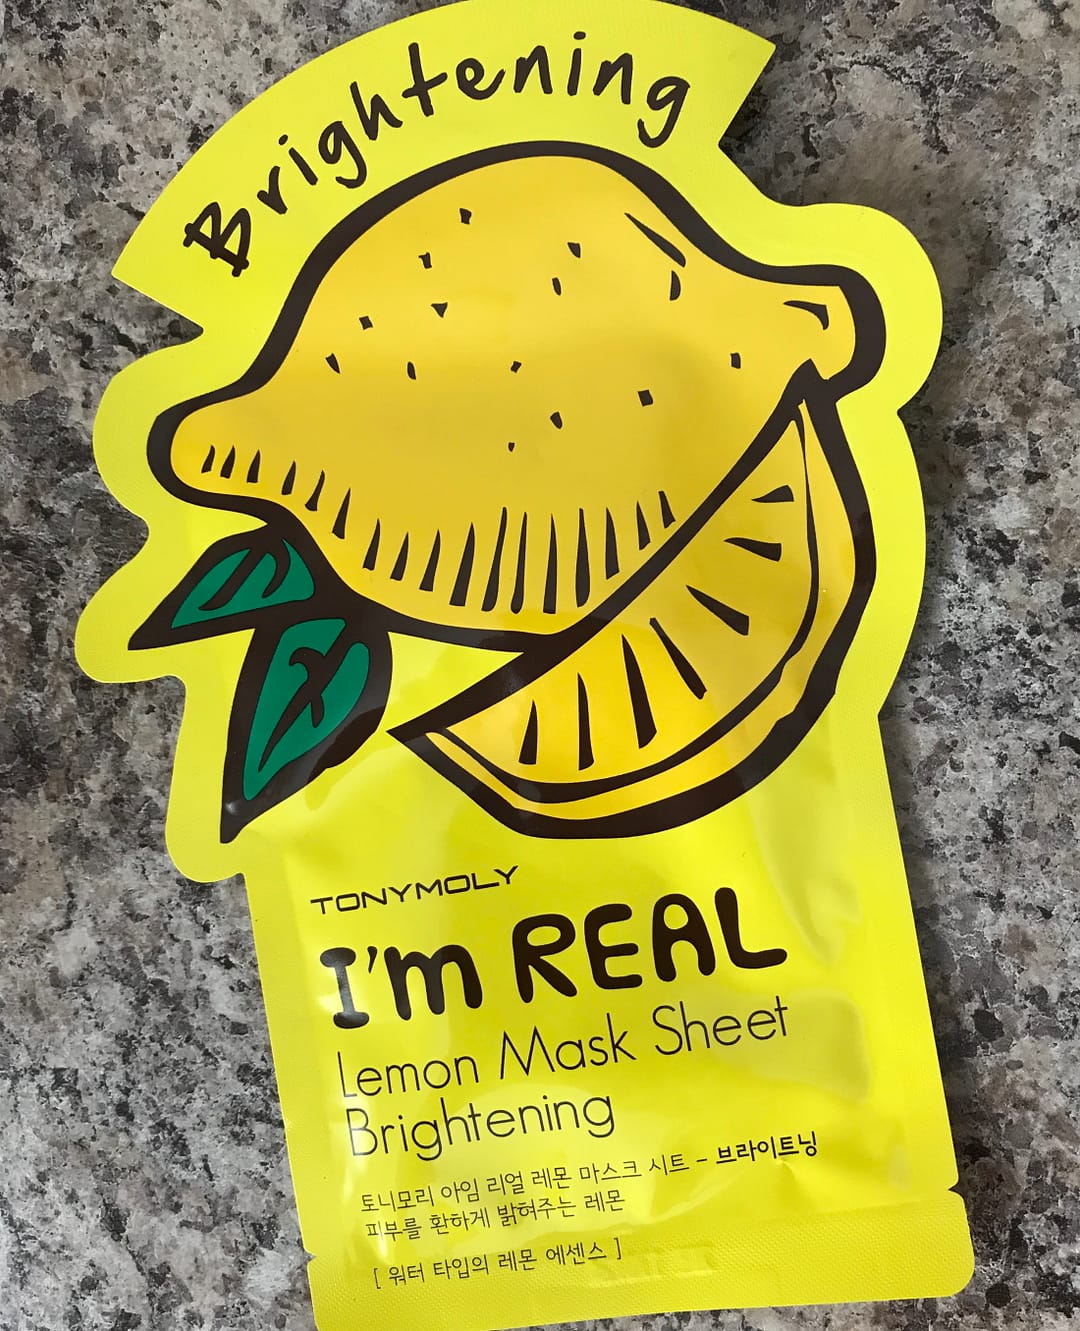 Brightening
TONYMOLY
I'm REAL
Lemon Mask Sheet
Brightening
토니모리 아임 리얼 레몬 마스크 시트 - 브라이트닝
피부를 환하게 밝혀주는 레몬
[ 워터 타입의 레몬 에센스 ]